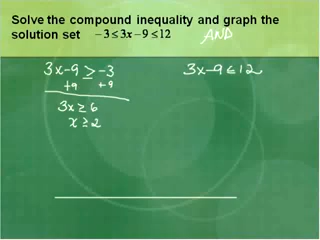 Solve the compound inequality and graph the
solution set −3 ≤ 3x − 9 ≤ 12 AND
3x-9 ≥ -3
+9 +9
3x ≥ 6
x ≥ 2
3x-9 ≤ 12